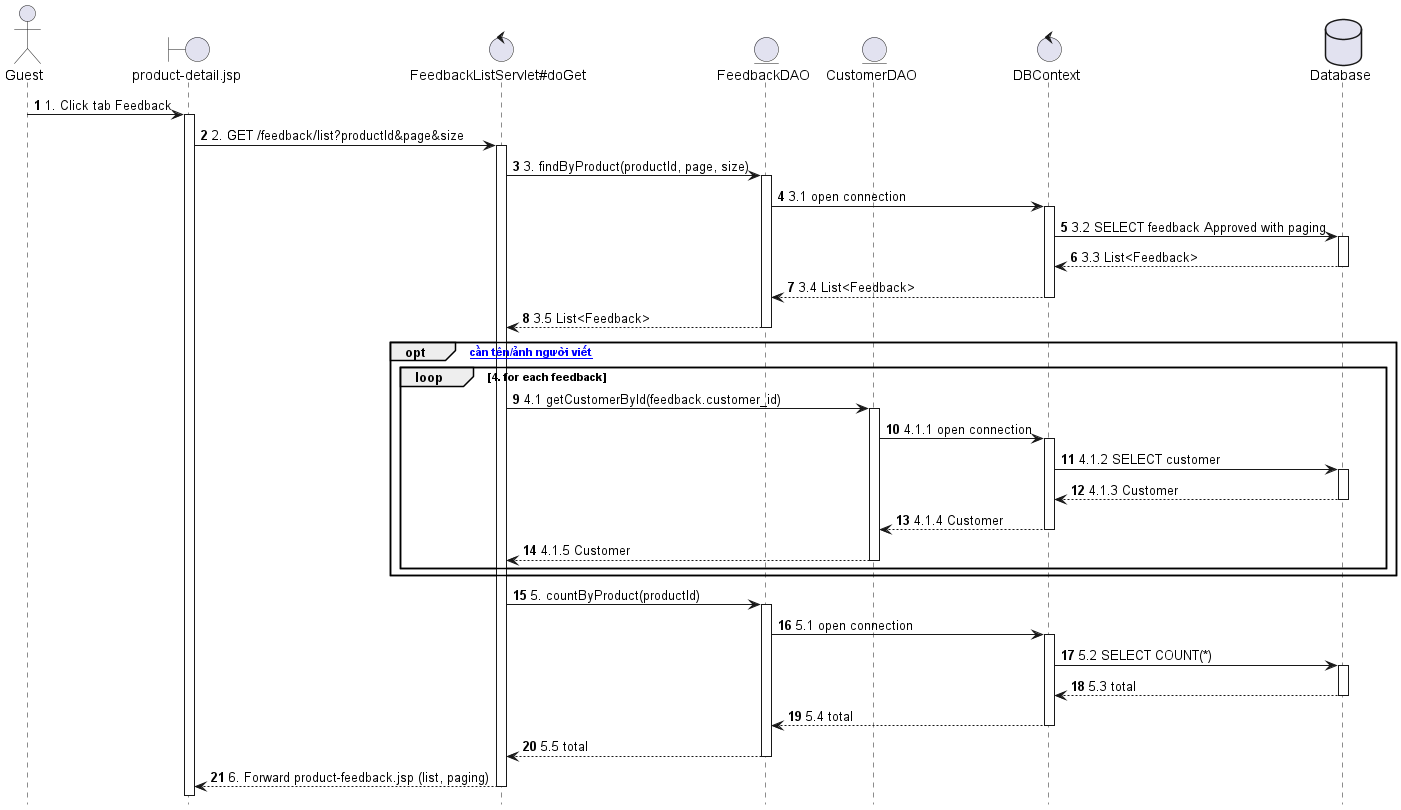 Guest
product-detail.jsp
FeedbackListServlet#doGet
FeedbackDAO
CustomerDAO
DBContext
Database
1 1. Click tab Feedback
2 2. GET /feedback/list?productId&page&size
3 3. findByProduct(productId, page, size)
4 3.1 open connection
5 3.2 SELECT feedback Approved with paging
6 3.3 List<Feedback>
7 3.4 List<Feedback>
8 3.5 List<Feedback>
opt cần tên/ảnh người viết
loop [4. for each feedback]
9 4.1 getCustomerById(feedback.customer_id)
10 4.1.1 open connection
11 4.1.2 SELECT customer
12 4.1.3 Customer
13 4.1.4 Customer
14 4.1.5 Customer
15 5. countByProduct(productId)
16 5.1 open connection
17 5.2 SELECT COUNT(*)
18 5.3 total
19 5.4 total
20 5.5 total
21 6. Forward product-feedback.jsp (list, paging)